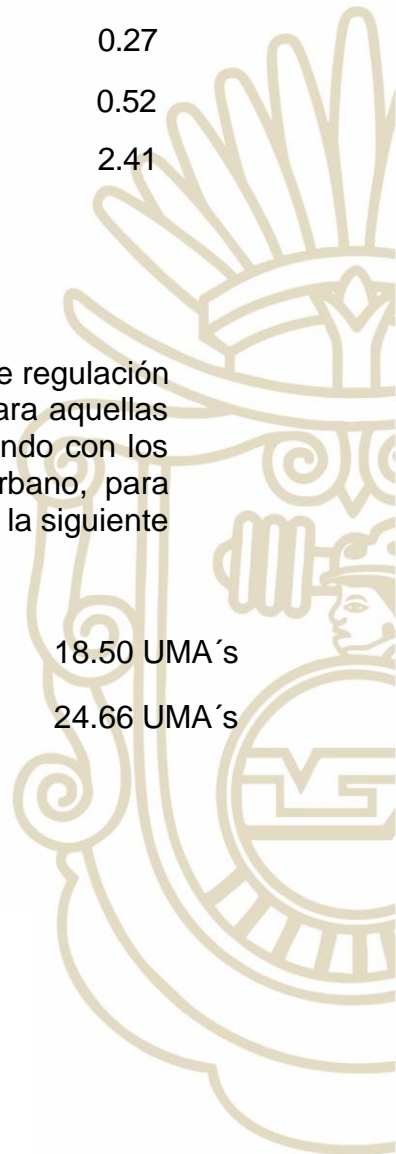 0.27
0.52
2.41
e regulación
ara aquellas
ndo con los
rbano, para
la siguiente
18.50 UMA´s
24.66 UMA´s